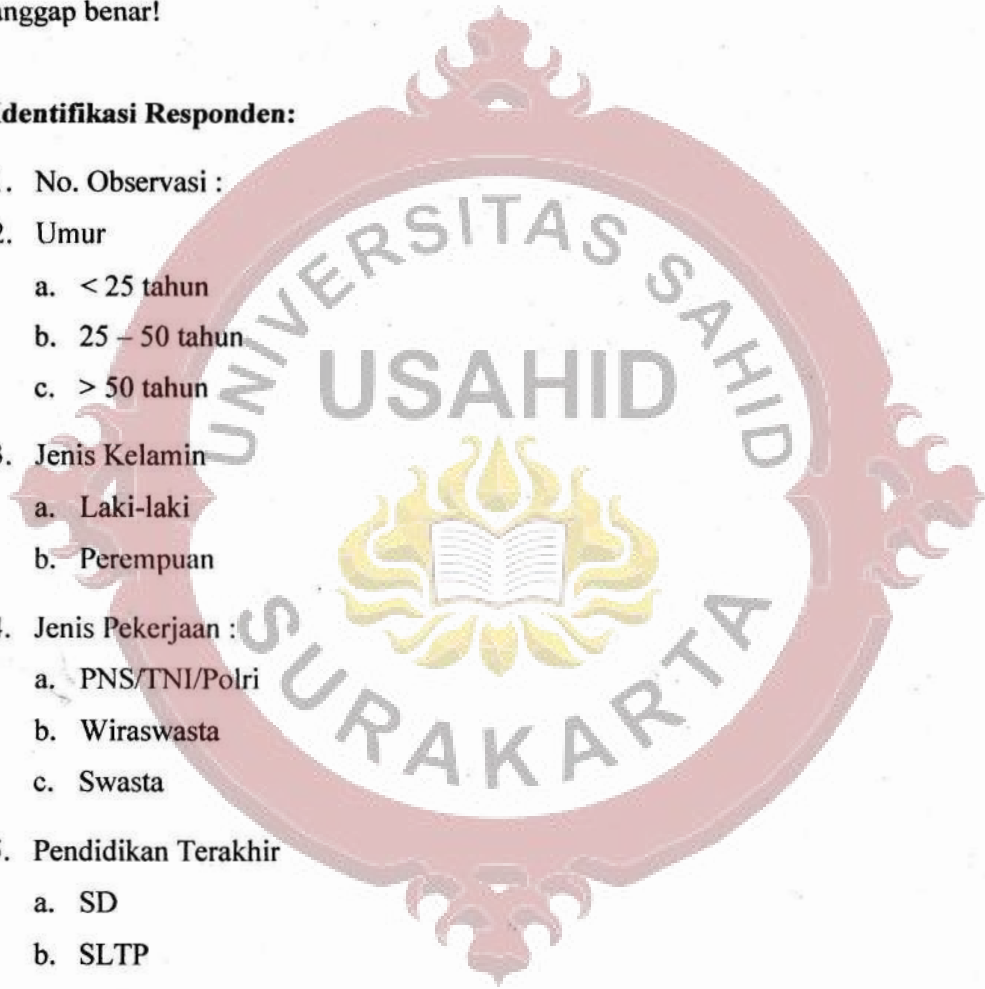 anggap benar!
Identifikasi Responden:
1. No. Observasi :
2. Umur
a. < 25 tahun
b. 25 – 50 tahun
c. > 50 tahun
3. Jenis Kelamin
a. Laki-laki
b. Perempuan
4. Jenis Pekerjaan :
a. PNS/TNI/Polri
b. Wiraswasta
c. Swasta
5. Pendidikan Terakhir
a. SD
b. SLTP
UNIVERSITAS SAHID
USAHID
SURAKARTA